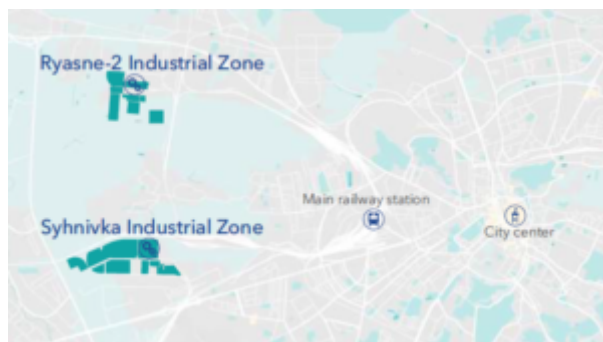 Ryasne-2 Industrial Zone
Main railway station
Syhnivka Industrial Zone
City center